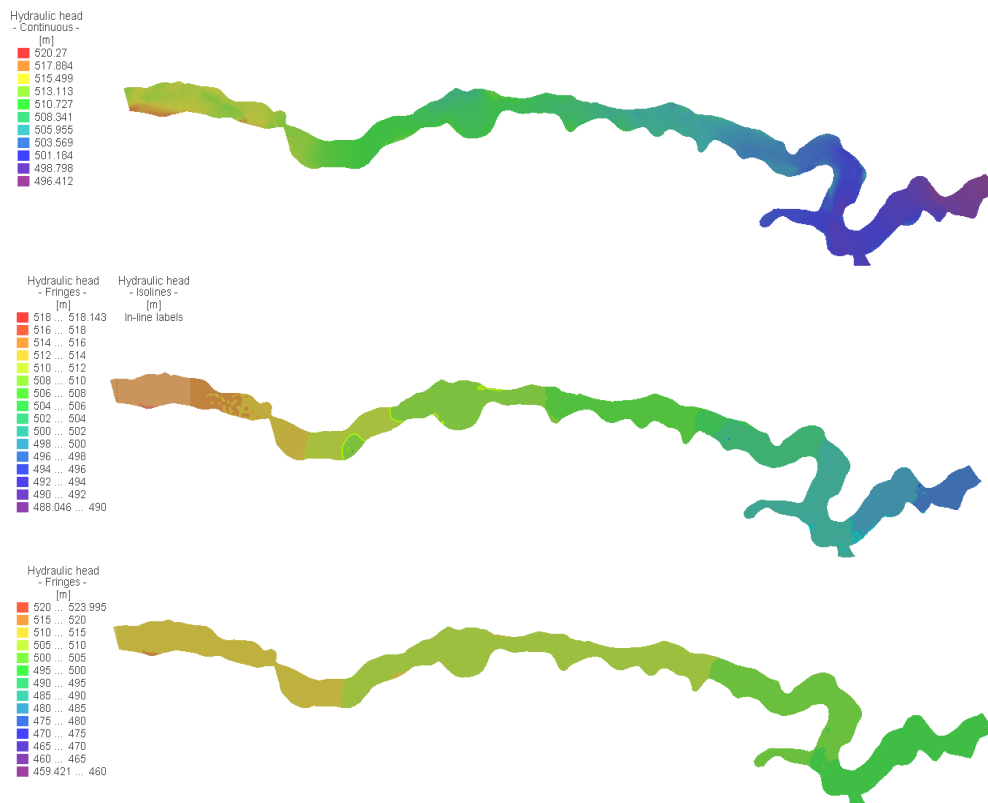 Hydraulic head
- Continuous -
[m]
520.27
517.884
515.499
513.113
510.727
508.341
505.955
503.569
501.184
498.798
496.412
Hydraulic head
- Fringes -
[m]
518 ... 518.143
516 ... 518
514 ... 516
512 ... 514
510 ... 512
508 ... 510
506 ... 508
504 ... 506
502 ... 504
500 ... 502
498 ... 500
496 ... 498
494 ... 496
492 ... 494
490 ... 492
488.046 ... 490
Hydraulic head
- Isolines -
[m]
In-line labels
Hydraulic head
- Fringes -
[m]
520 ... 523.995
515 ... 520
510 ... 515
505 ... 510
500 ... 505
495 ... 500
490 ... 495
485 ... 490
480 ... 485
475 ... 480
470 ... 475
465 ... 470
460 ... 465
459.421 ... 460